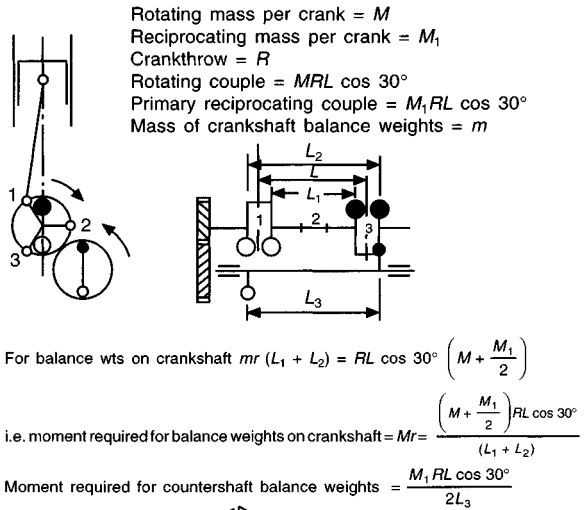 Rotating mass per crank = M
Reciprocating mass per crank = M₁
Crankthrow = R
Rotating couple = MRL cos 30°
Primary reciprocating couple = M₁RL cos 30°
Mass of crankshaft balance weights = m
L₂
L
L₁
1
2
3
1
2
3
L₃
For balance wts on crankshaft mr (L₁ + L₂) = RL cos 30° (M + M₁/2)
i.e. moment required for balance weights on crankshaft = Mr = (M + M₁/2) RL cos 30° / (L₁ + L₂)
Moment required for countershaft balance weights = M₁ RL cos 30° / 2L₃